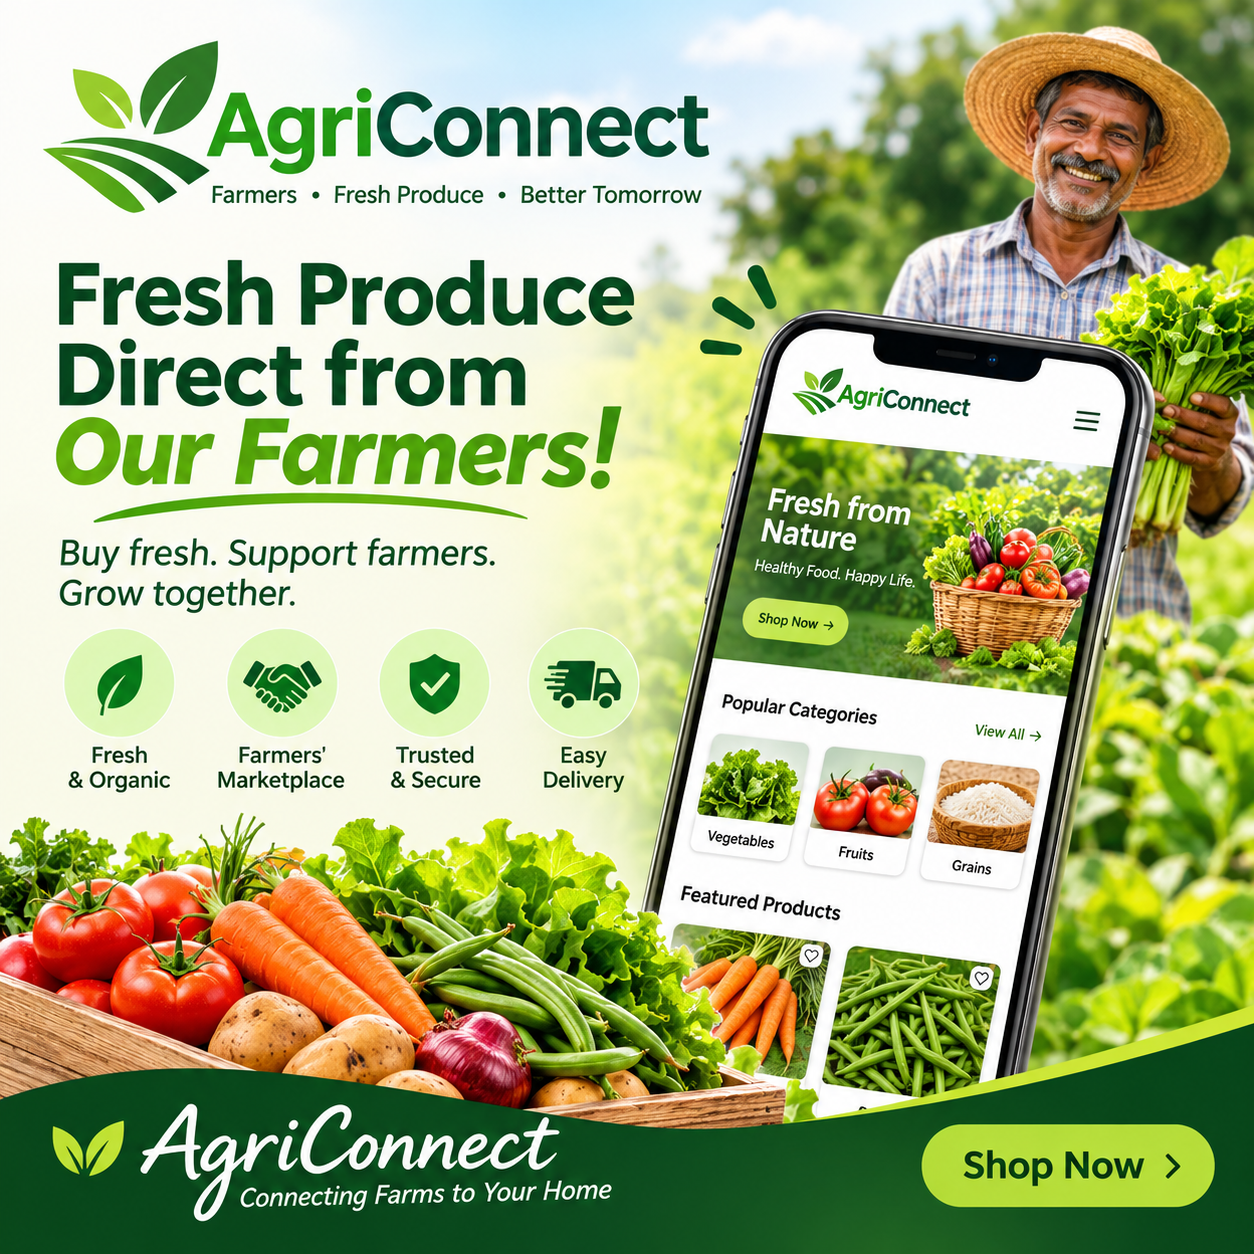 AgriConnect
Farmers • Fresh Produce • Better Tomorrow
Fresh Produce
Direct from
Our Farmers!
Buy fresh. Support farmers.
Grow together.
Fresh
& Organic
Farmers'
Marketplace
Trusted
& Secure
Easy
Delivery
AgriConnect
Fresh from
Nature
Healthy Food. Happy Life.
Shop Now →
Popular Categories
View All →
Vegetables
Fruits
Grains
Featured Products
AgriConnect
Connecting Farms to Your Home
Shop Now >